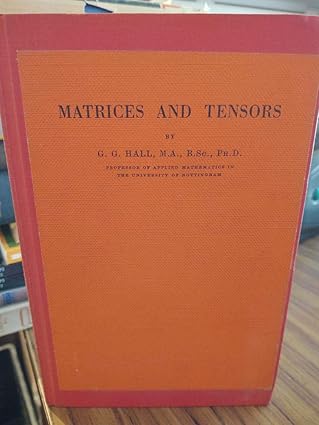 MATRICES AND TENSORS
BY
G. G. HALL, M.A., B.Sc., Ph.D.
PROFESSOR OF APPLIED MATHEMATICS IN
THE UNIVERSITY OF NOTTINGHAM